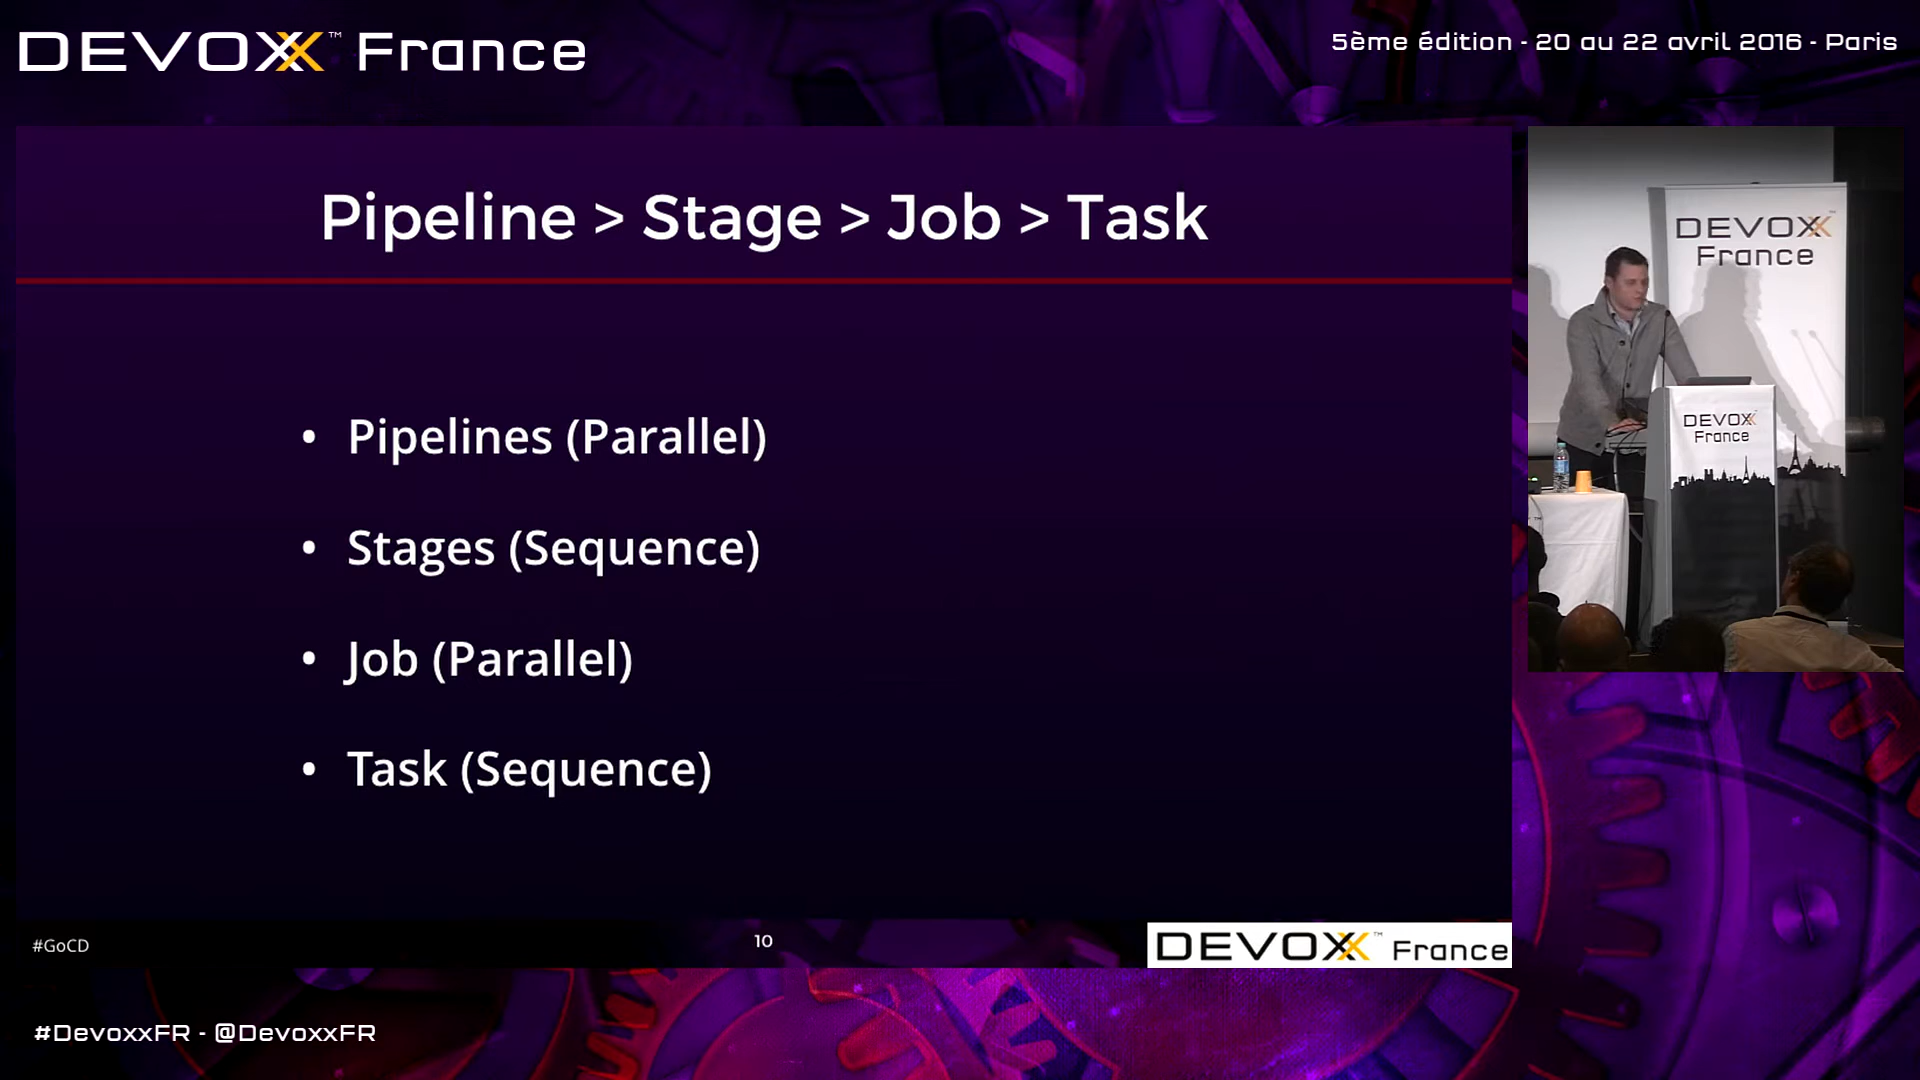 DEVOXX™ France
5ème édition - 20 au 22 avril 2016 - Paris
Pipeline > Stage > Job > Task
• Pipelines (Parallel)
• Stages (Sequence)
• Job (Parallel)
• Task (Sequence)
#GoCD
10
DEVOXX™ France
DEVOXX
France
DEVOXX
France
#DevoxxFR - @DevoxxFR